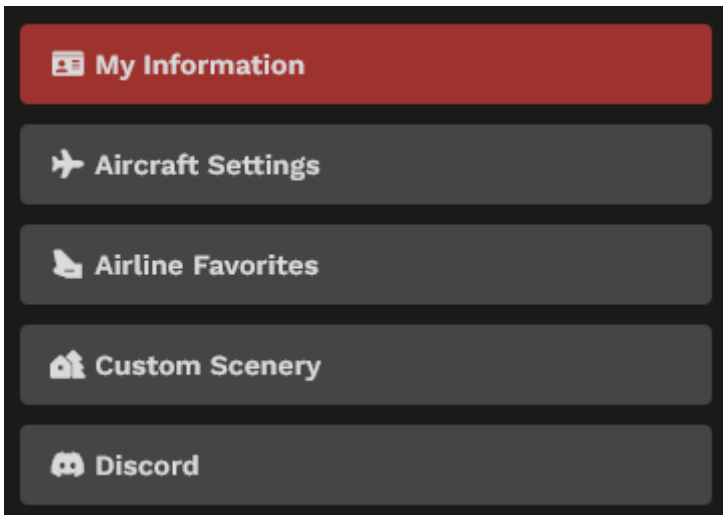 My Information
Aircraft Settings
Airline Favorites
Custom Scenery
Discord